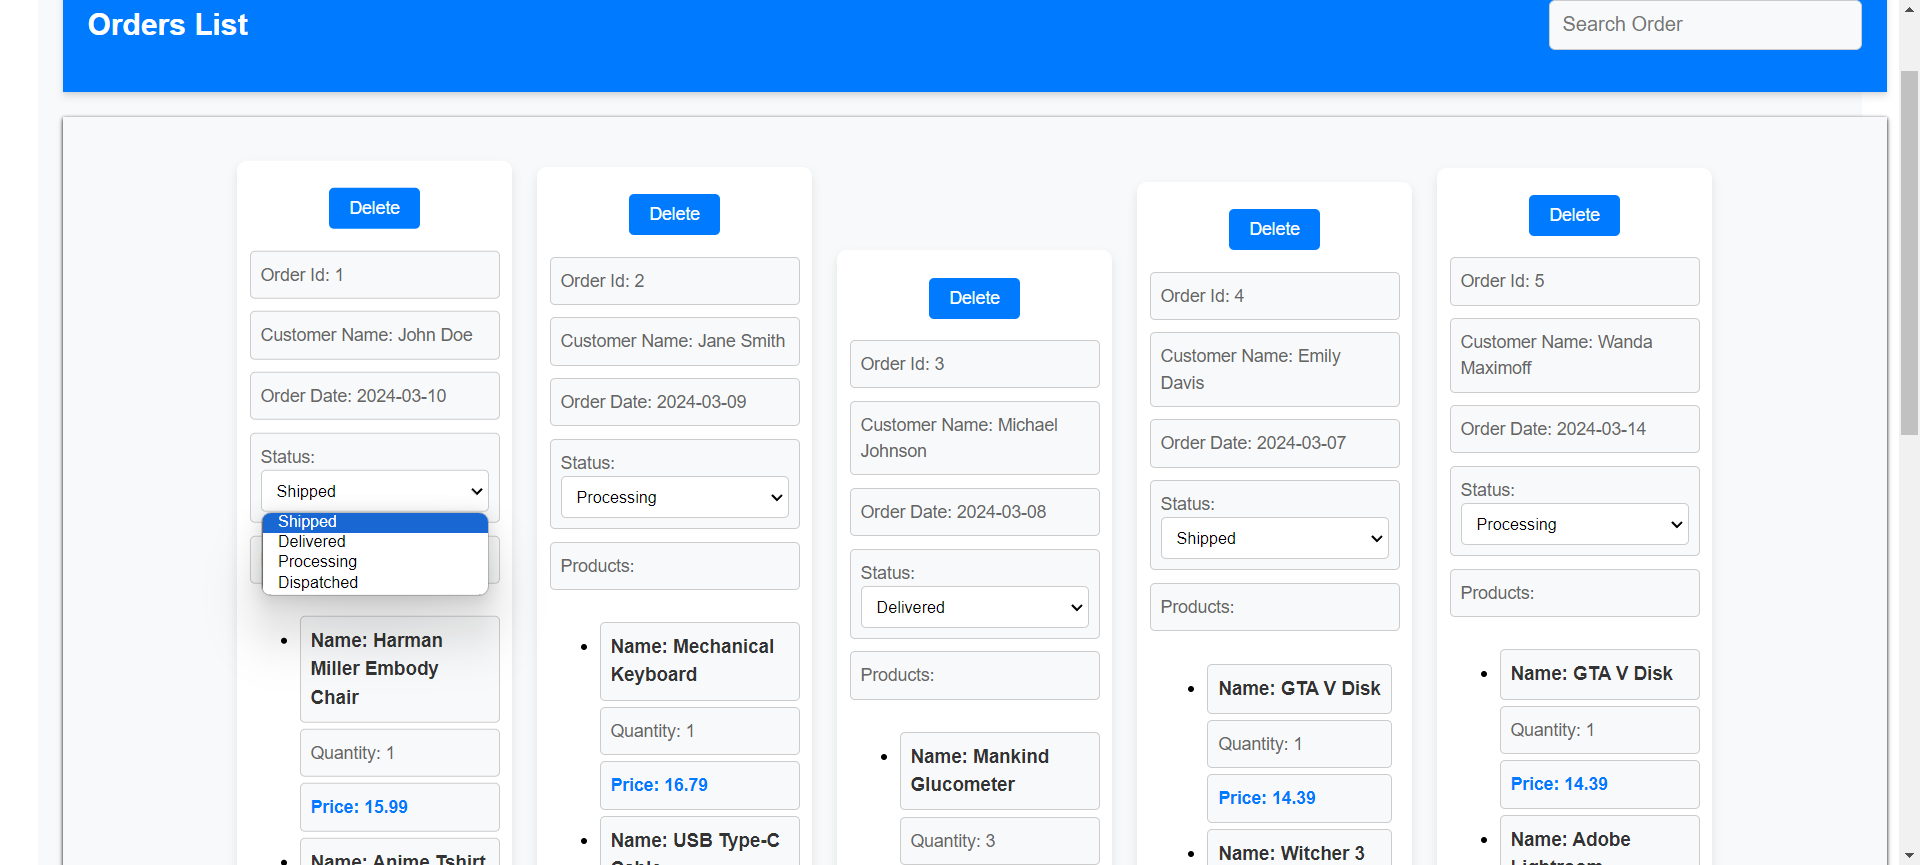 Orders List
Search Order
Delete
Order Id: 1
Customer Name: John Doe
Order Date: 2024-03-10
Status:
Shipped
Shipped
Delivered
Processing
Dispatched
Name: Harman
Miller Embody
Chair
Quantity: 1
Price: 15.99
Name: Anime Tshirt
Delete
Order Id: 2
Customer Name: Jane Smith
Order Date: 2024-03-09
Status:
Processing
Products:
Name: Mechanical
Keyboard
Quantity: 1
Price: 16.79
Name: USB Type-C
Cable
Delete
Order Id: 3
Customer Name: Michael
Johnson
Order Date: 2024-03-08
Status:
Delivered
Products:
Name: Mankind
Glucometer
Quantity: 3
Delete
Order Id: 4
Customer Name: Emily
Davis
Order Date: 2024-03-07
Status:
Shipped
Products:
Name: GTA V Disk
Quantity: 1
Price: 14.39
Name: Witcher 3
Delete
Order Id: 5
Customer Name: Wanda
Maximoff
Order Date: 2024-03-14
Status:
Processing
Products:
Name: GTA V Disk
Quantity: 1
Price: 14.39
Name: Adobe
Lightroom